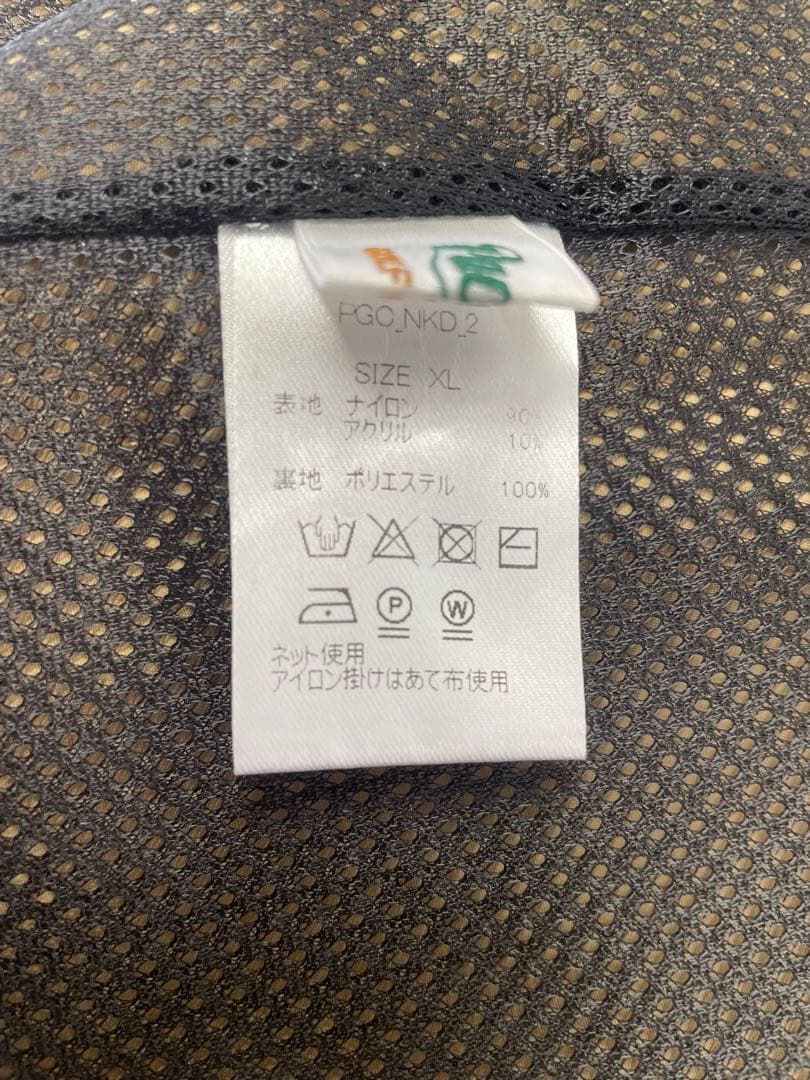 PGC_NKD_2
SIZE XL
表地 ナイロン 90%
アクリル 10%
裏地 ポリエステル 100%
P W
ネット使用
アイロン掛けはあて布使用